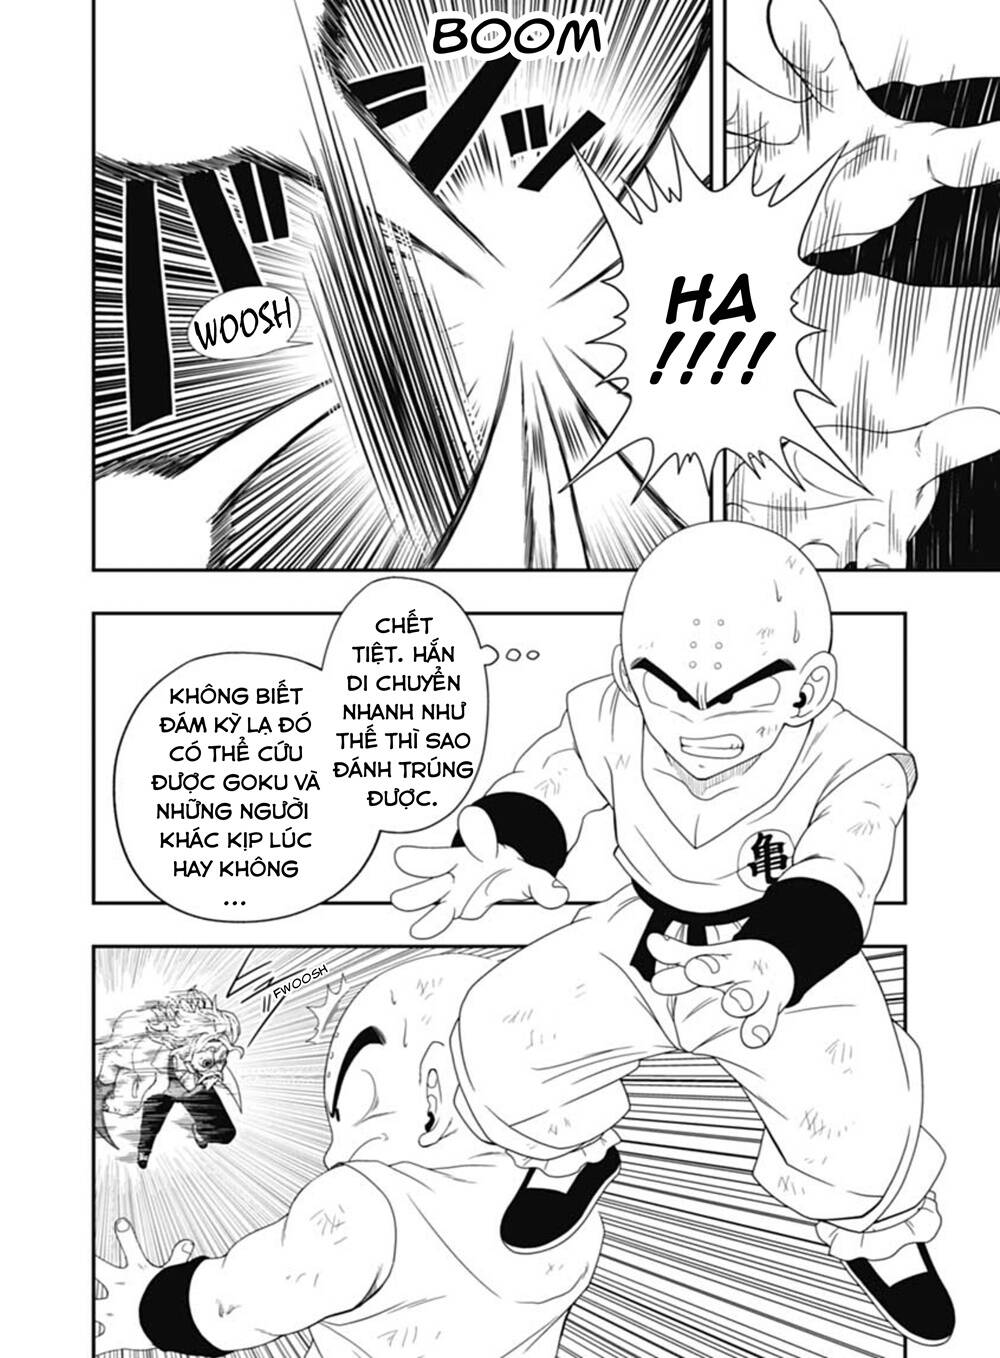 BOOM
HA
!!!!
WOOSH
CHẾT
TIỆT. HẮN
DI CHUYỂN
NHANH NHƯ
THẾ THÌ SAO
ĐÁNH TRÚNG
ĐƯỢC.
KHÔNG BIẾT
ĐÁM KỲ LẠ ĐÓ
CÓ THỂ CỨU
ĐƯỢC GOKU VÀ
NHỮNG NGƯỜI
KHÁC KỊP LÚC
HAY KHÔNG
...
亀
FWOOSH